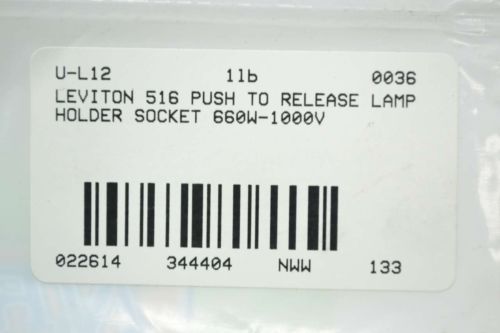 U-L12 1lb 0036
LEVITON 516 PUSH TO RELEASE LAMP
HOLDER SOCKET 660W-1000V
022614 344404 NWW 133